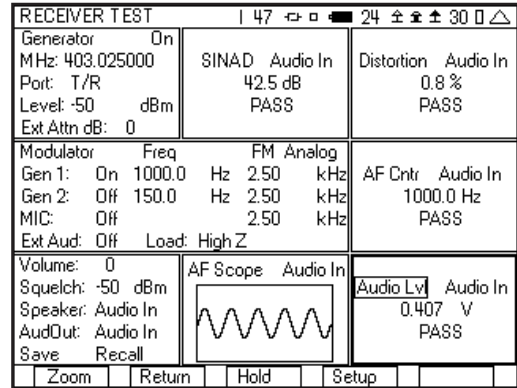 RECEIVER TEST 47 24 30
Generator On
MHz: 403.025000
Port: T/R
Level: -50 dBm
Ext Attn dB: 0
SINAD Audio In
42.5 dB
PASS
Distortion Audio In
0.8 %
PASS
Modulator Freq FM Analog
Gen 1: On 1000.0 Hz 2.50 kHz
Gen 2: Off 150.0 Hz 2.50 kHz
MIC: Off 2.50 kHz
Ext Aud: Off Load: High Z
AF Cntr Audio In
1000.0 Hz
PASS
Volume: 0
Squelch: -50 dBm
Speaker: Audio In
AudOut: Audio In
Save Recall
AF Scope Audio In
Audio Lvl Audio In
0.407 V
PASS
Zoom Return Hold Setup